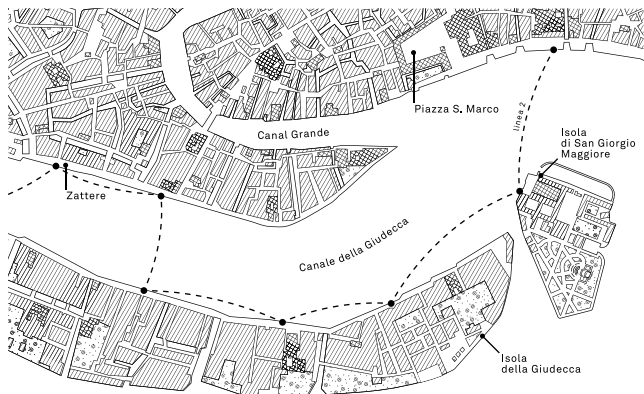 Piazza S. Marco
linea 2
Canal Grande
Isola
di San Giorgio
Maggiore
Zattere
Canale della Giudecca
Isola
della Giudecca